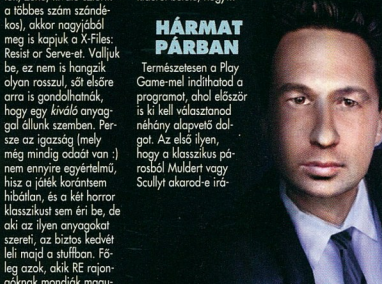 a többes szám szándé-
kos), akkor nagyjából
meg is kapjuk a X-Files:
Resist or Serve-et. Valljuk
be, ez nem is hangzik
olyan rosszul, sőt elsőre
arra is gondolhatnák,
hogy egy kiváló anyag-
gal állunk szemben. Per-
sze az igazság (mely
még mindig odaát van :)
nem ennyire egyértelmű,
hisz a játék korántsem
hibátlan, és a két horror
klasszikust sem éri be, de
aki az ilyen anyagokat
szereti, az biztos kedvét
leli majd a stuffban. Fő-
leg azok, akik RE rajon-
góknak mondják magu-
HÁRMAT
PÁRBAN
Természetesen a Play
Game-mel indíthatod a
programot, ahol először
is ki kell választanod
néhány alapvető dol-
got. Az első ilyen,
hogy a klasszikus pá-
rosból Muldert vagy
Scullyt akarod-e irá-